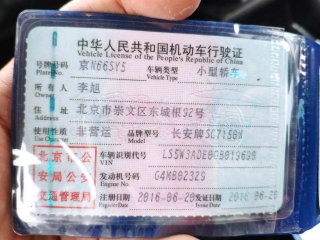 中华人民共和国机动车行驶证
Vehicle License of the People's Republic of China
号牌号码 京N66SY5 车辆类型 小型轿车
Plate No. Vehicle Type
所有人 李旭
Owner
住址 北京市崇文区东城根92号
Address
使用性质 非营运 品牌型号 长安牌SC7158W
北京市公 车辆识别代号
VIN
安局公安 发动机号码 G4MB02329
Engine No.
交通管理局 注册日期 2016-06-20 发证日期 2016-06-20
Register Date Issue Date